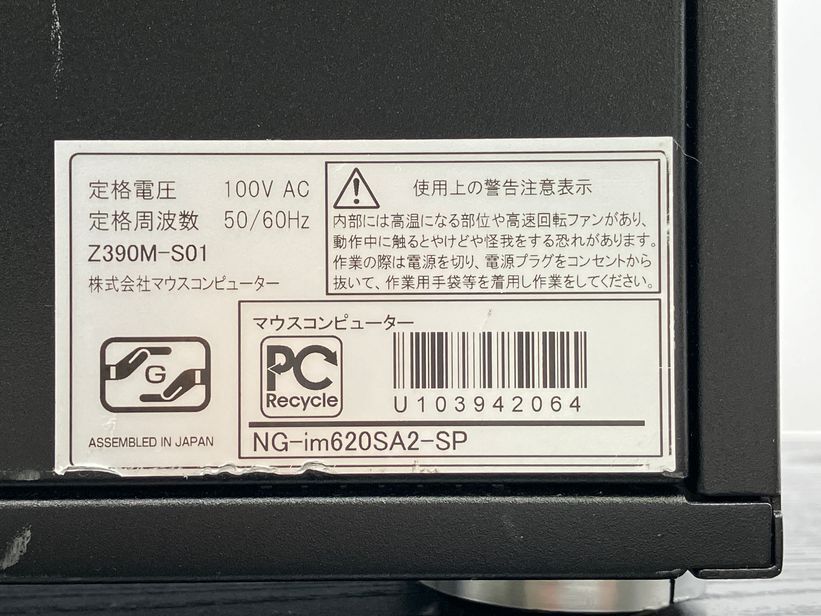 定格電圧 100V AC
定格周波数 50/60Hz
Z390M-S01
株式会社マウスコンピューター
使用上の警告注意表示
内部には高温になる部位や高速回転ファンがあり、
動作中に触るとやけどや怪我をする恐れがあります。
作業の際は電源を切り、電源プラグをコンセントから
抜いて、作業用手袋等を着用し作業をしてください。
G
ASSEMBLED IN JAPAN
マウスコンピューター
PC
Recycle
U103942064
NG-im620SA2-SP